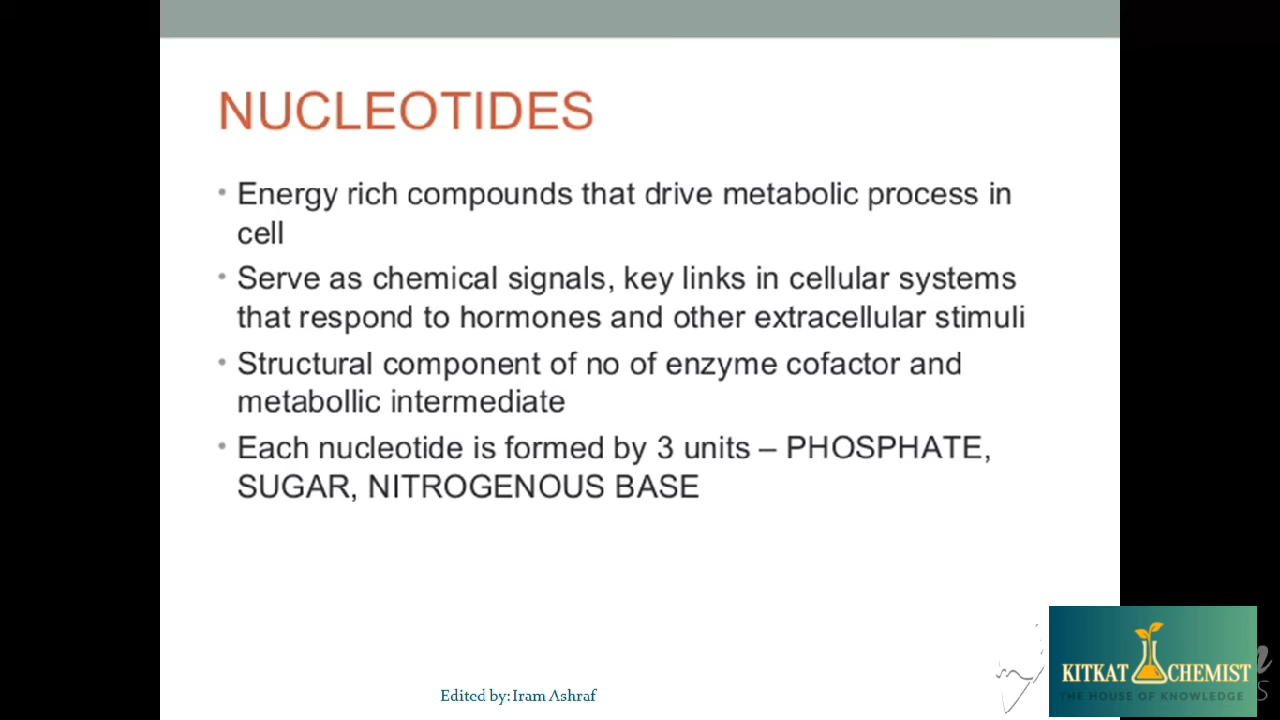 NUCLEOTIDES
• Energy rich compounds that drive metabolic process in
cell
• Serve as chemical signals, key links in cellular systems
that respond to hormones and other extracellular stimuli
• Structural component of no of enzyme cofactor and
metabollic intermediate
• Each nucleotide is formed by 3 units – PHOSPHATE,
SUGAR, NITROGENOUS BASE
KITKAT CHEMIST
THE HOUSE OF KNOWLEDGE
Edited by: Iram Ashraf